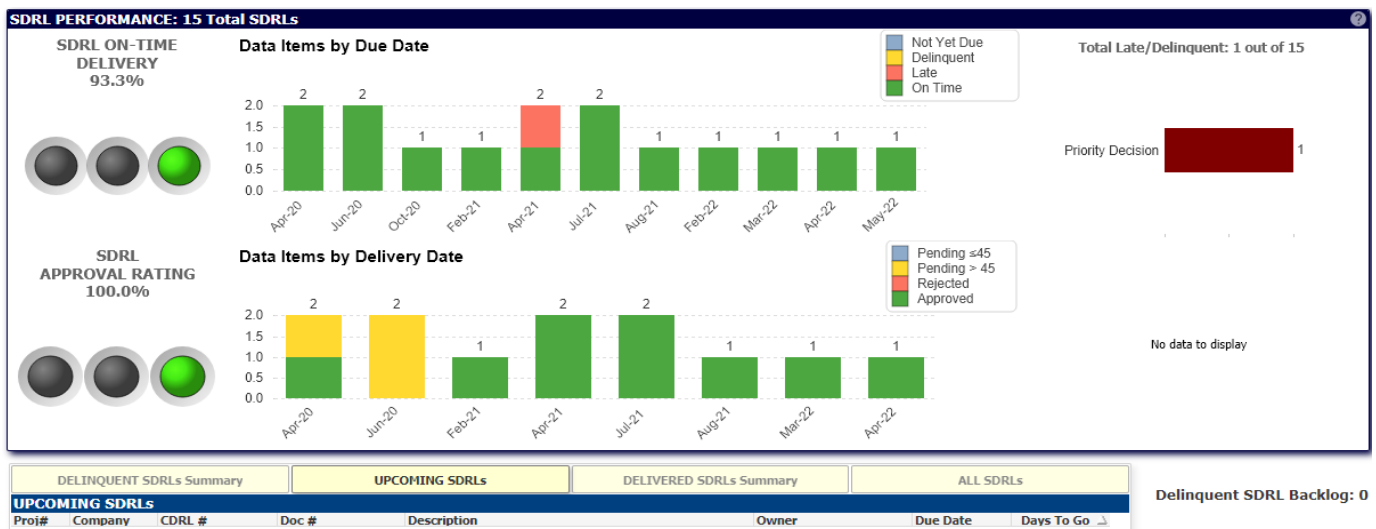 SDRL PERFORMANCE: 15 Total SDRLs
?
SDRL ON-TIME
DELIVERY
93.3%
Data Items by Due Date
Not Yet Due
Delinquent
Late
On Time
2 2 1 1 2 2 1 1 1 1 1
2.0
1.5
1.0
0.5
0.0
Apr-20 Jun-20 Oct-20 Feb-21 Apr-21 Jul-21 Aug-21 Feb-22 Mar-22 Apr-22 May-22
Total Late/Delinquent: 1 out of 15
Priority Decision 1
SDRL
APPROVAL RATING
100.0%
Data Items by Delivery Date
Pending ≤45
Pending > 45
Rejected
Approved
2 2 1 2 2 1 1 1
2.0
1.5
1.0
0.5
0.0
Apr-20 Jun-20 Feb-21 Apr-21 Jul-21 Aug-21 Mar-22 Apr-22
No data to display
DELINQUENT SDRLs Summary UPCOMING SDRLs DELIVERED SDRLs Summary ALL SDRLs
Delinquent SDRL Backlog: 0
UPCOMING SDRLs
Proj# Company CDRL # Doc # Description Owner Due Date Days To Go